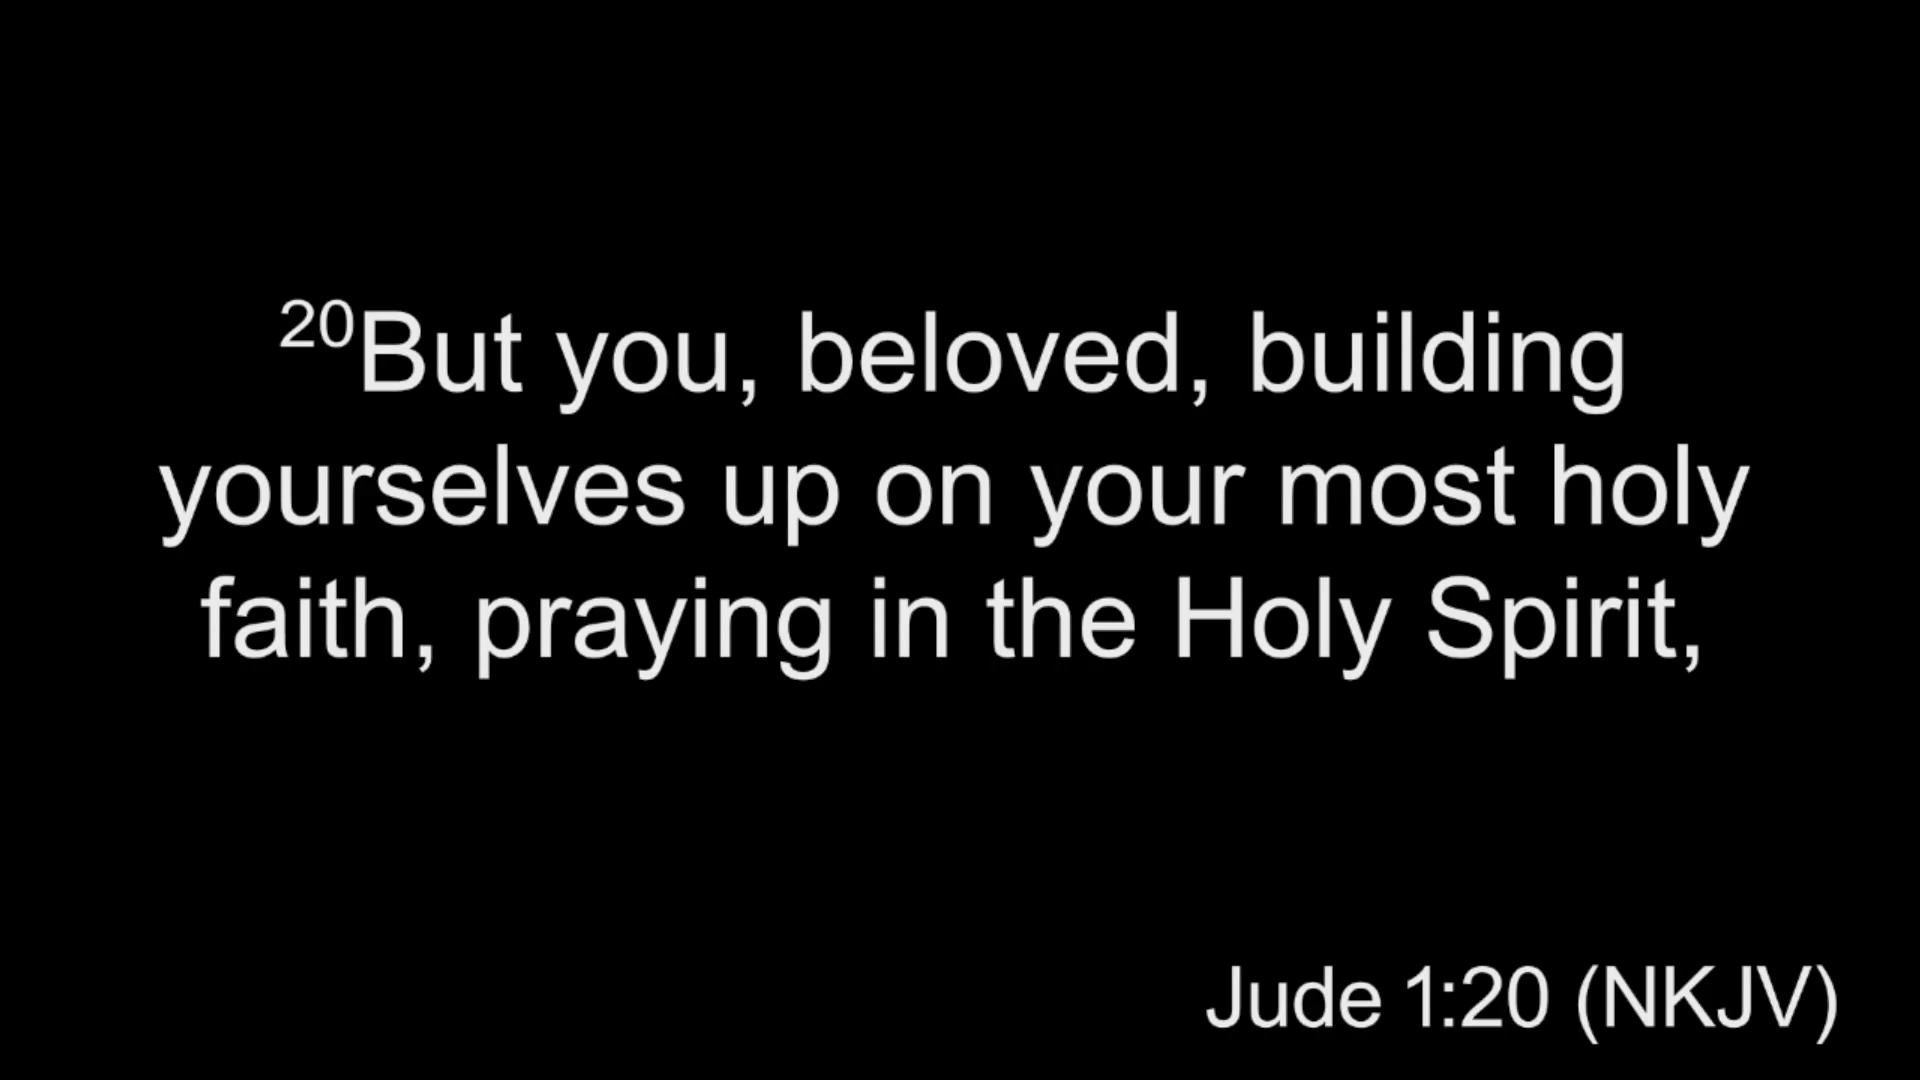 20But you, beloved, building
yourselves up on your most holy
faith, praying in the Holy Spirit,
Jude 1:20 (NKJV)